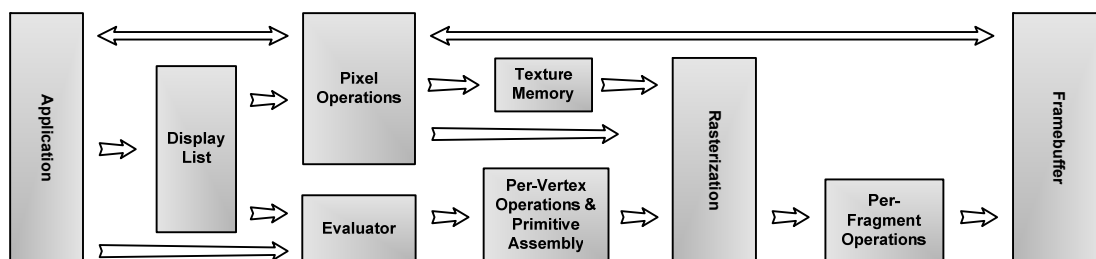 Application
Display
List
Pixel
Operations
Evaluator
Texture
Memory
Per-Vertex
Operations &
Primitive
Assembly
Rasterization
Per-
Fragment
Operations
Framebuffer